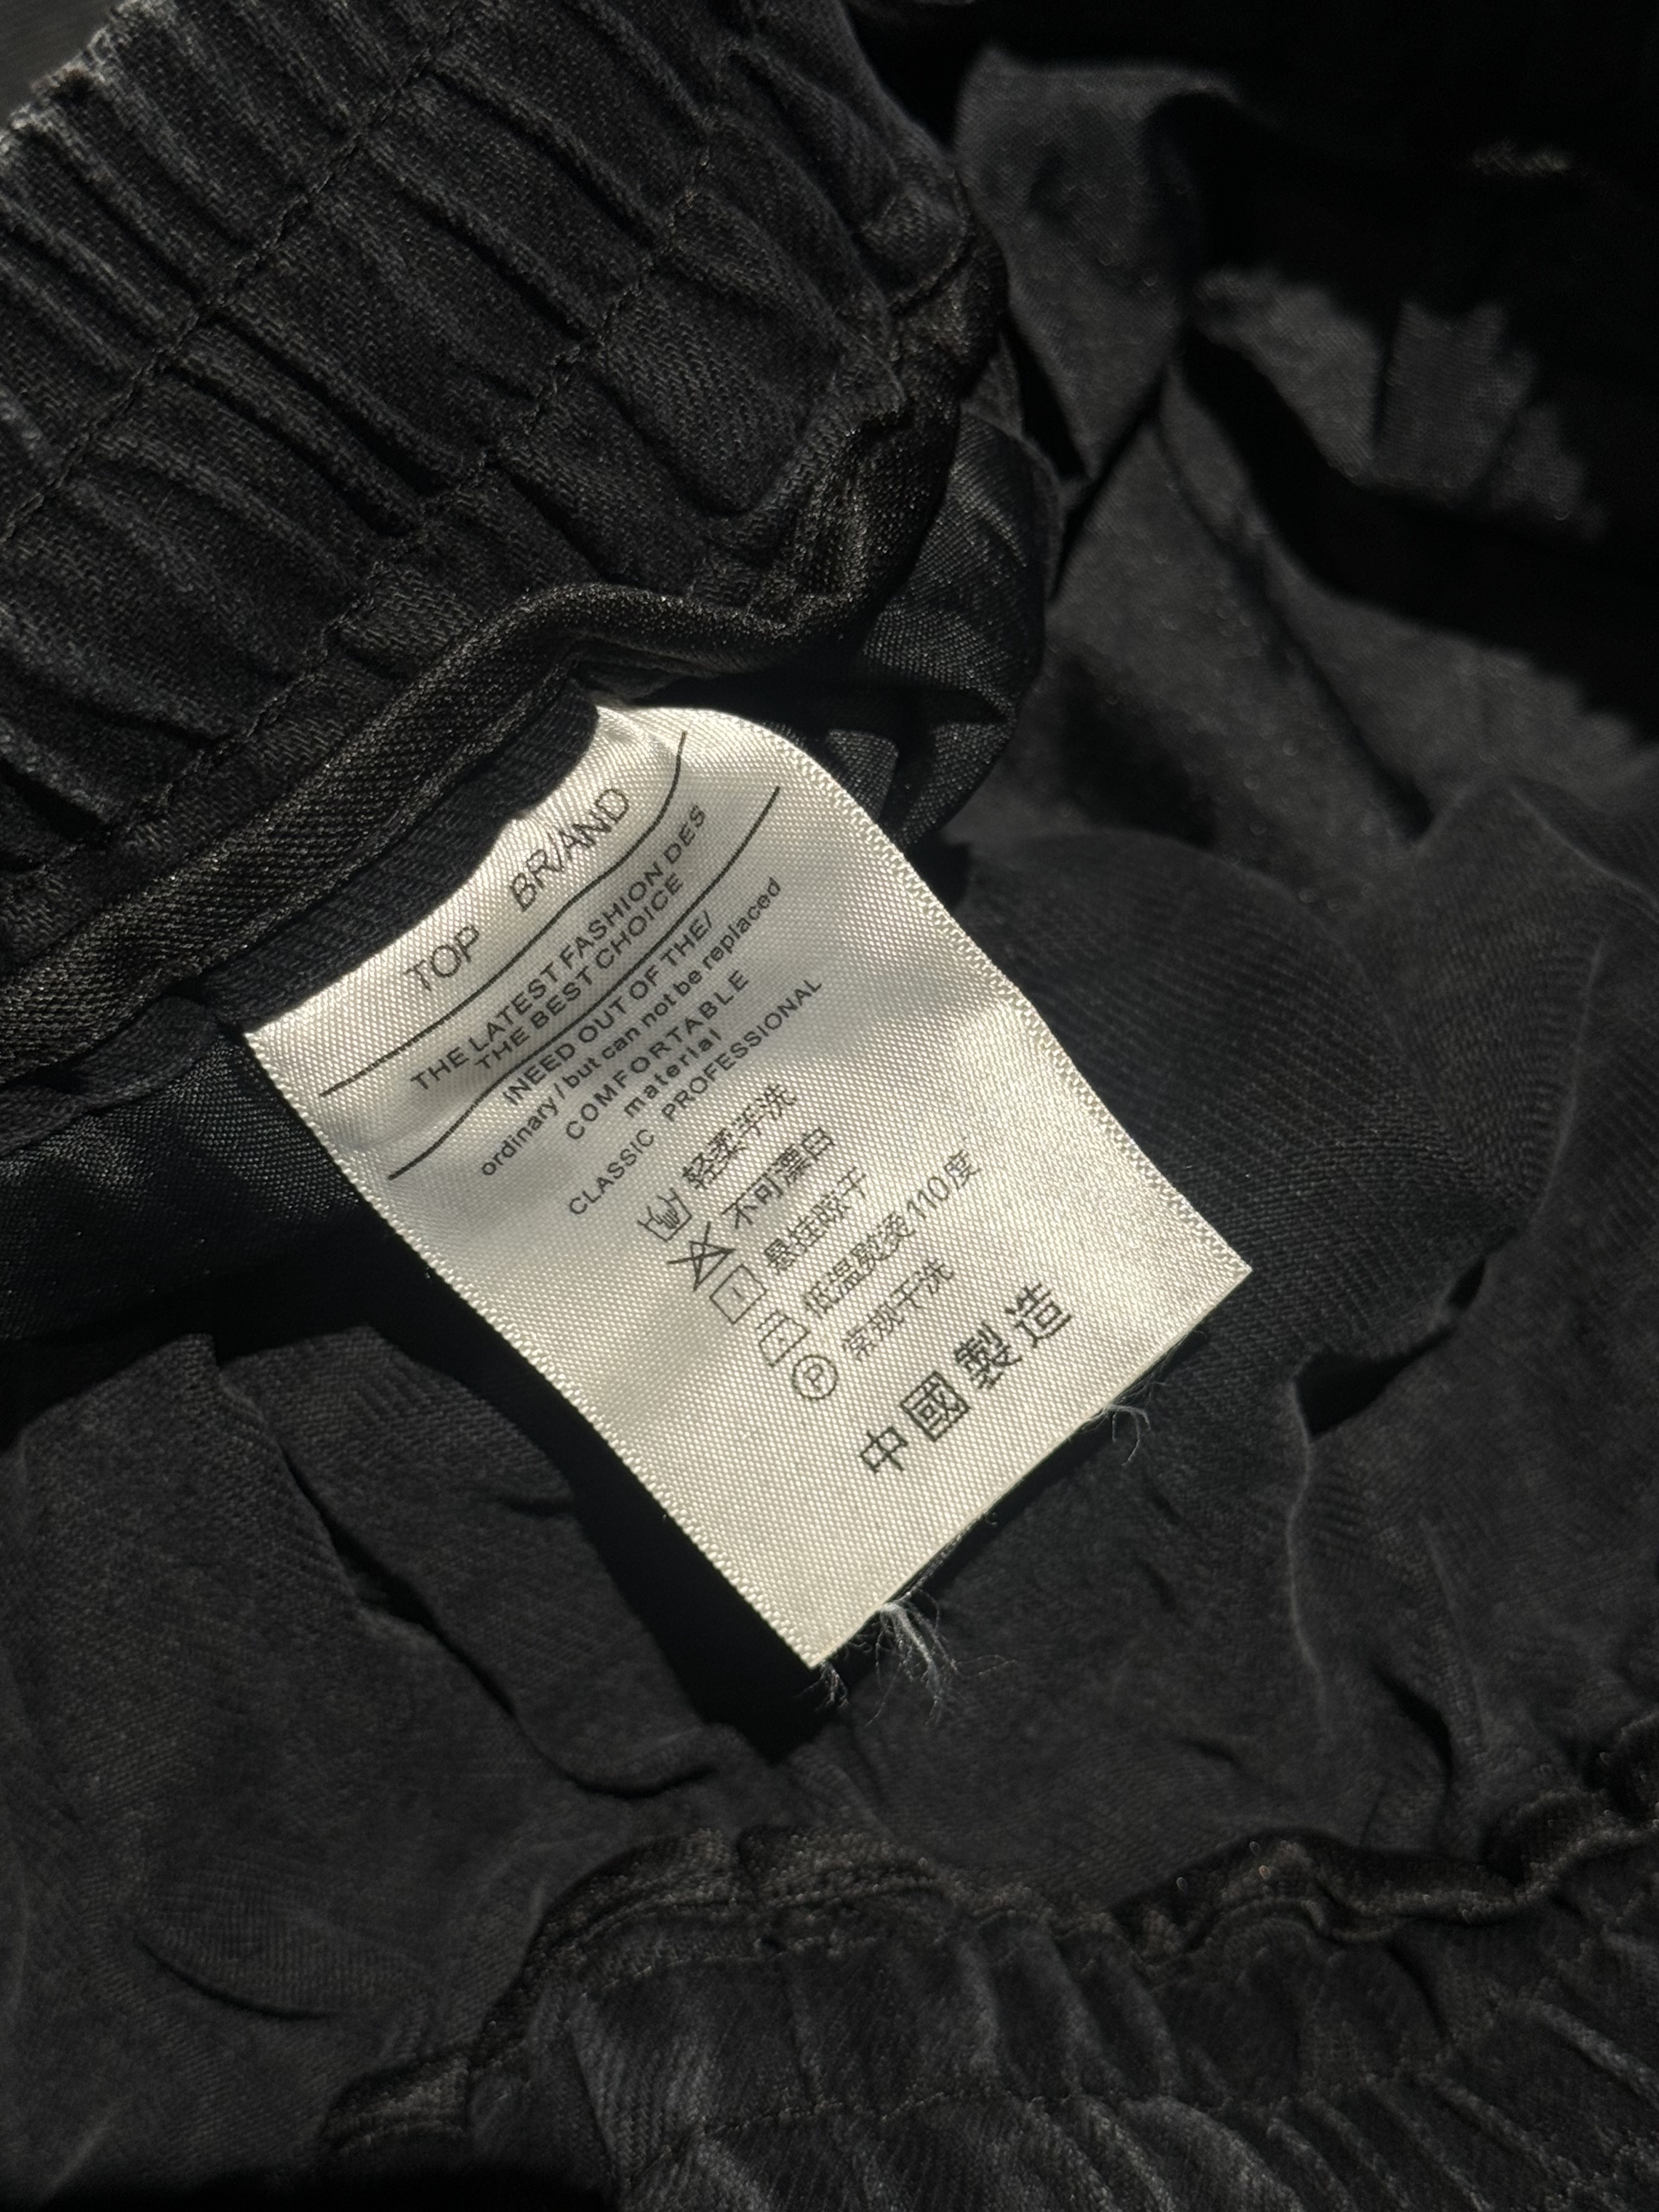 TOP BR/AND
THE LATEST FASHION DES
THE BEST CHOICE
INEED OUT OF THE/
ordinary/but can not be replaced
COMFORTABLE
material
CLASSIC PROFESSIONAL
轻柔手洗
不可漂白
悬挂晾干
低温熨烫110度
P 常规干洗
中國製造